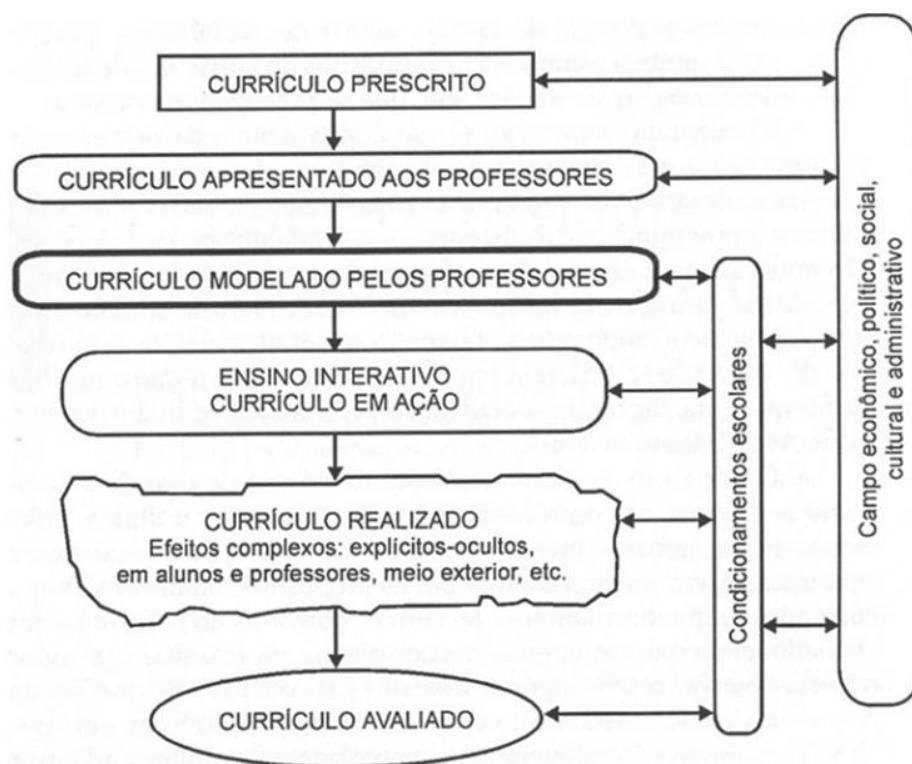 CURRÍCULO PRESCRITO
CURRÍCULO APRESENTADO AOS PROFESSORES
CURRÍCULO MODELADO PELOS PROFESSORES
ENSINO INTERATIVO
CURRÍCULO EM AÇÃO
CURRÍCULO REALIZADO
Efeitos complexos: explícitos-ocultos,
em alunos e professores, meio exterior, etc.
CURRÍCULO AVALIADO
Condicionamentos escolares
Campo econômico, político, social,
cultural e administrativo